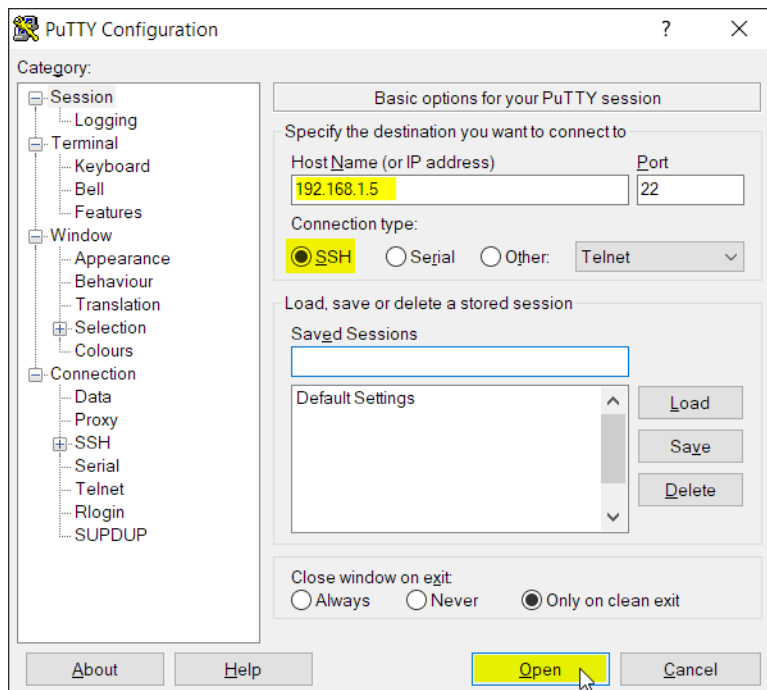 PuTTY Configuration
?
Category:
Session
Logging
Terminal
Keyboard
Bell
Features
Window
Appearance
Behaviour
Translation
Selection
Colours
Connection
Data
Proxy
SSH
Serial
Telnet
Rlogin
SUPDUP
Basic options for your PuTTY session
Specify the destination you want to connect to
Host Name (or IP address) Port
192.168.1.5 22
Connection type:
SSH Serial Other: Telnet
Load, save or delete a stored session
Saved Sessions
Default Settings
Load
Save
Delete
Close window on exit:
Always Never Only on clean exit
About Help Open Cancel